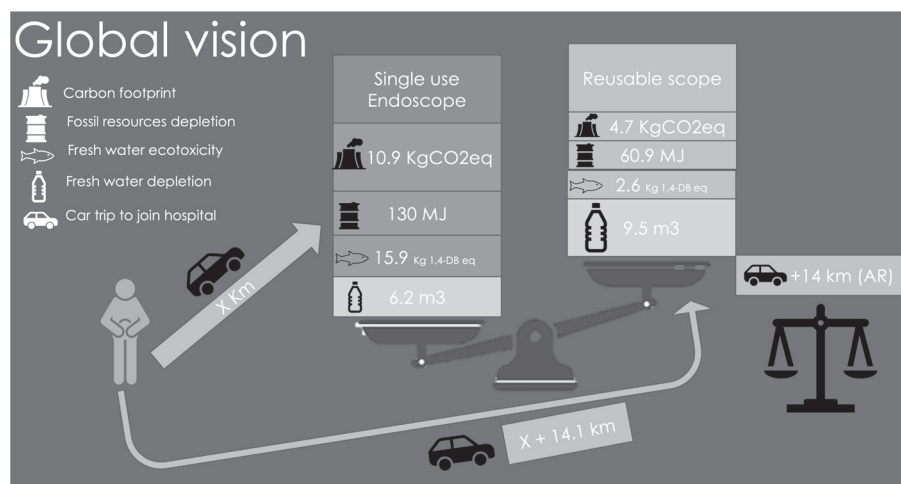 Global vision
Carbon footprint
Fossil resources depletion
Fresh water ecotoxicity
Fresh water depletion
Car trip to join hospital
X Km
Single use
Endoscope
10.9 KgCO2eq
130 MJ
15.9 Kg 1,4-DB eq
6.2 m3
Reusable scope
4.7 KgCO2eq
60.9 MJ
2.6 Kg 1,4-DB eq
9.5 m3
+14 km (AR)
X + 14.1 km